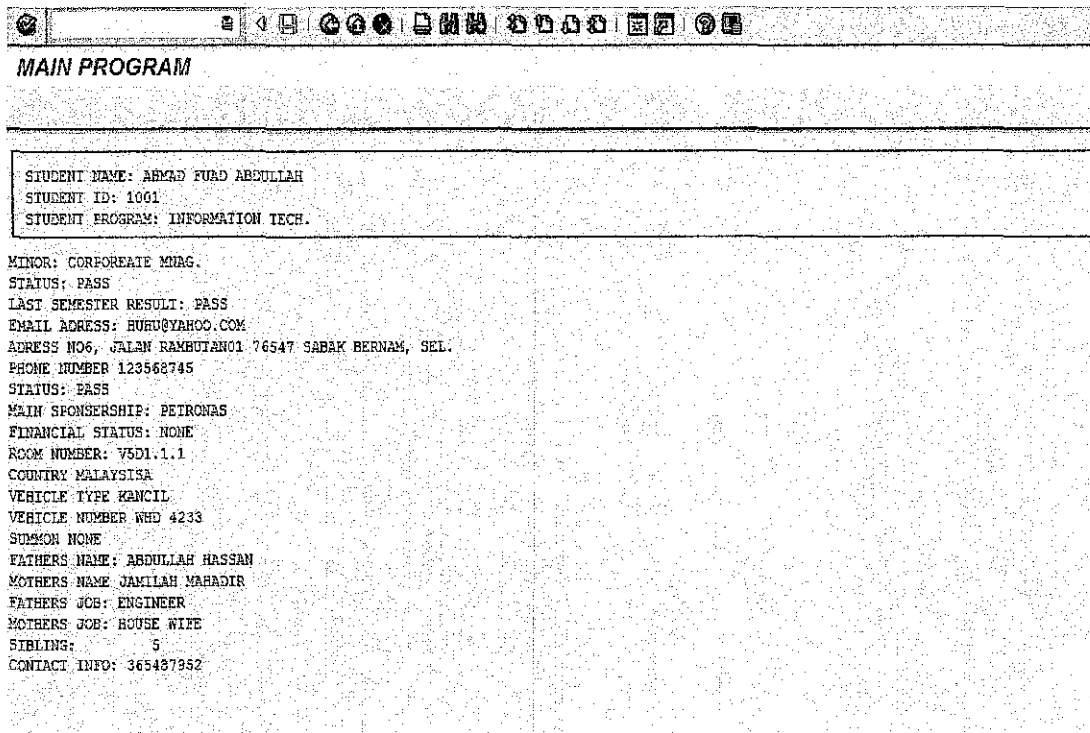 MAIN PROGRAM
STUDENT NAME: AHMAD FUAD ABDULLAH
STUDENT ID: 1001
STUDENT PROGRAM: INFORMATION TECH.
MINOR: CORPOREATE MNAG.
STATUS: PASS
LAST SEMESTER RESULT: PASS
EMAIL ADRESS: HUHU@YAHOO.COM
ADRESS NO6, JALAN RAMBUTAN01 76547 SABAK BERNAM, SEL.
PHONE NUMBER 123568745
STATUS: PASS
MAIN SPONSERSHIP: PETRONAS
FINANCIAL STATUS: NONE
ROOM NUMBER: V5D1.1.1
COUNTRY MALAYSISA
VEHICLE TYPE KANCIL
VEHICLE NUMBER WHD 4233
SUMMON NONE
FATHERS NAME: ABDULLAH HASSAN
MOTHERS NAME JAMILAH MAHADIR
FATHERS JOB: ENGINEER
MOTHERS JOB: HOUSE WIFE
SIBLING: 5
CONTACT INFO: 365487952